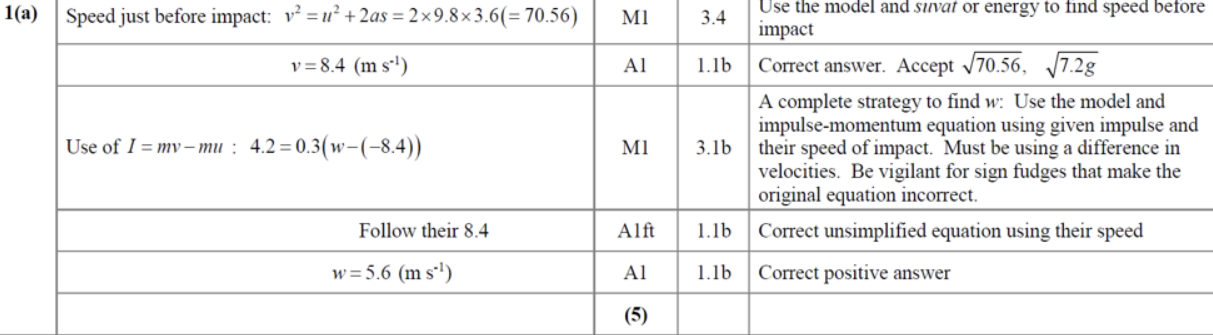 1(a) Speed just before impact: v² = u² + 2as = 2×9.8×3.6(= 70.56) M1 3.4 Use the model and suvat or energy to find speed before
impact
v = 8.4 (m s⁻¹) A1 1.1b Correct answer. Accept √70.56, √7.2g
Use of I = mv − mu : 4.2 = 0.3(w−(−8.4)) M1 3.1b A complete strategy to find w: Use the model and
impulse-momentum equation using given impulse and
their speed of impact. Must be using a difference in
velocities. Be vigilant for sign fudges that make the
original equation incorrect.
Follow their 8.4 A1ft 1.1b Correct unsimplified equation using their speed
w = 5.6 (m s⁻¹) A1 1.1b Correct positive answer
(5)